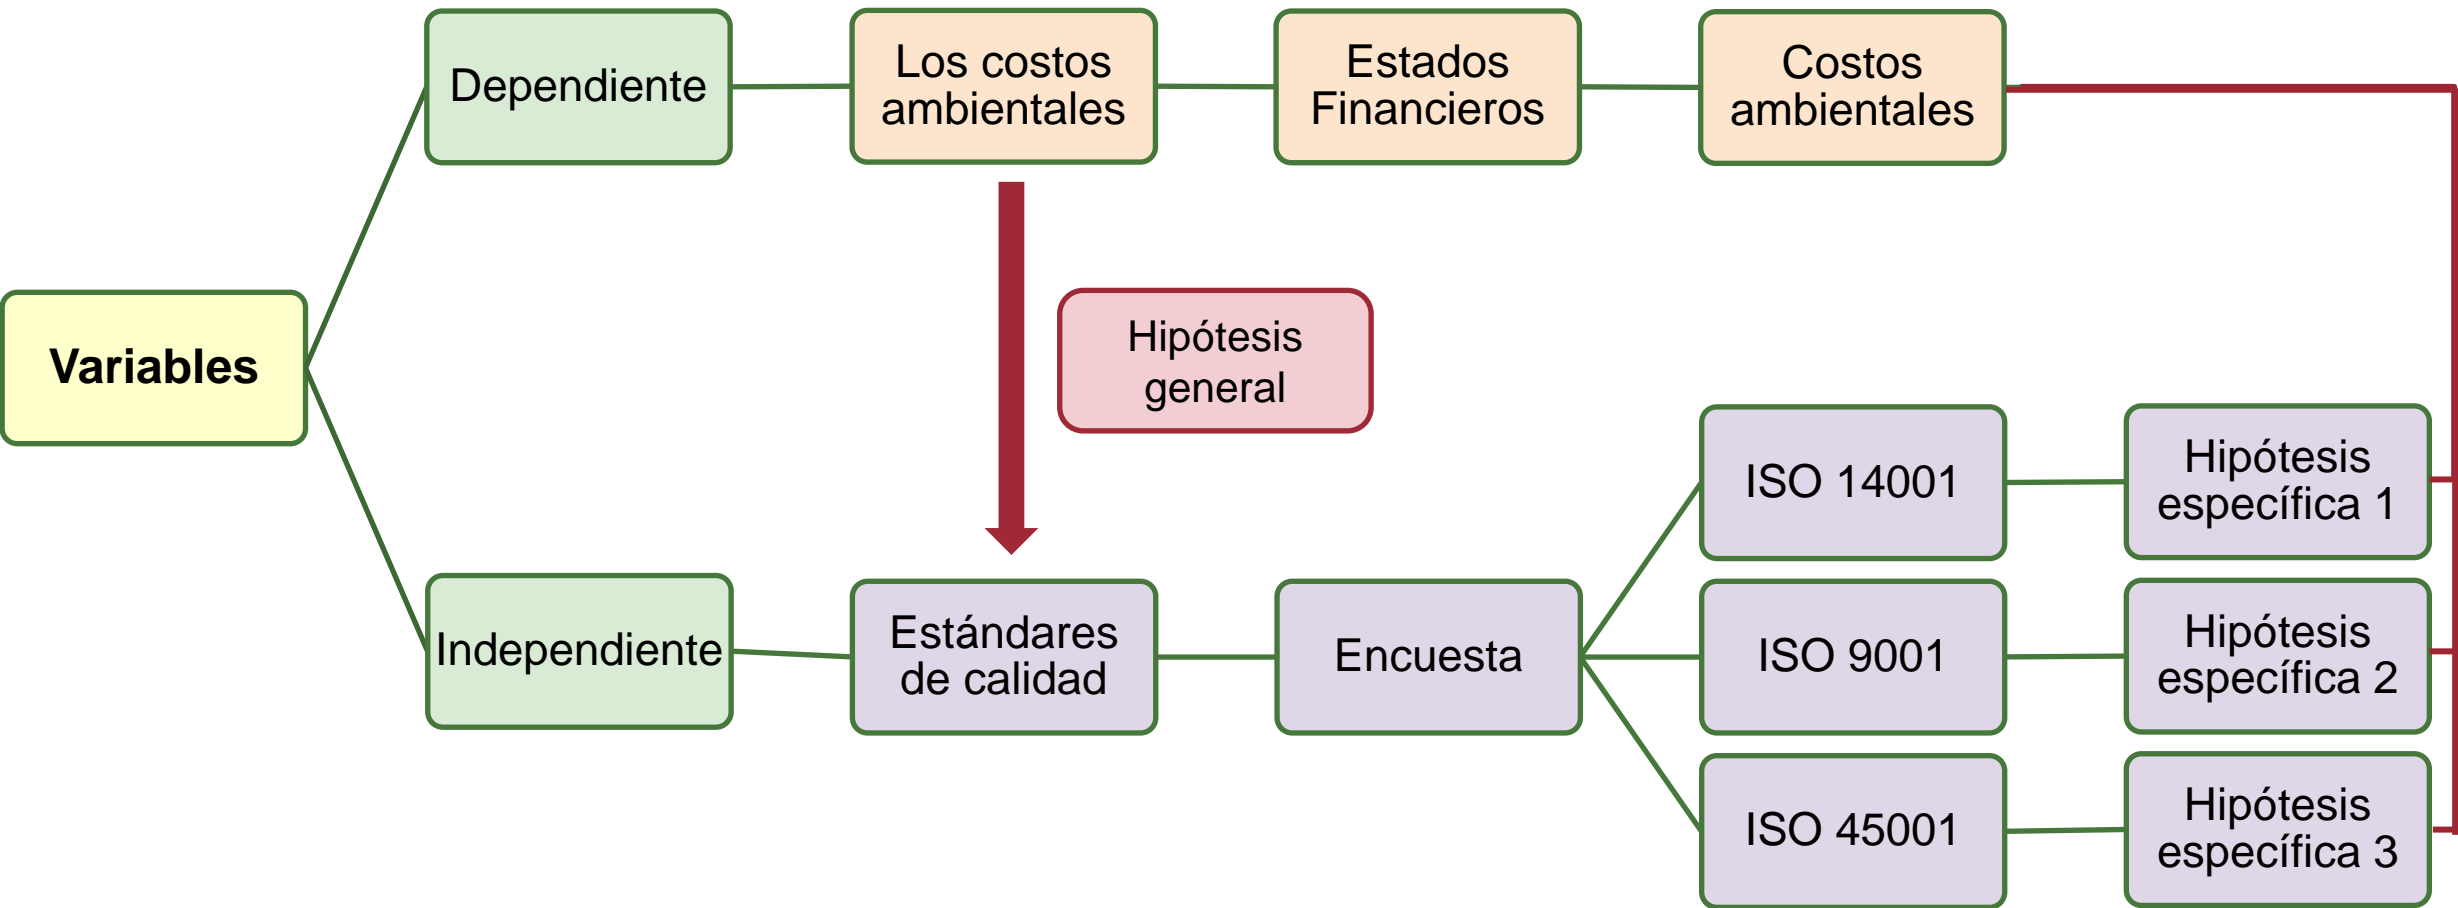 Dependiente
Los costos
ambientales
Estados
Financieros
Costos
ambientales
Variables
Hipótesis
general
Independiente
Estándares
de calidad
Encuesta
ISO 14001
Hipótesis
específica 1
ISO 9001
Hipótesis
específica 2
ISO 45001
Hipótesis
específica 3